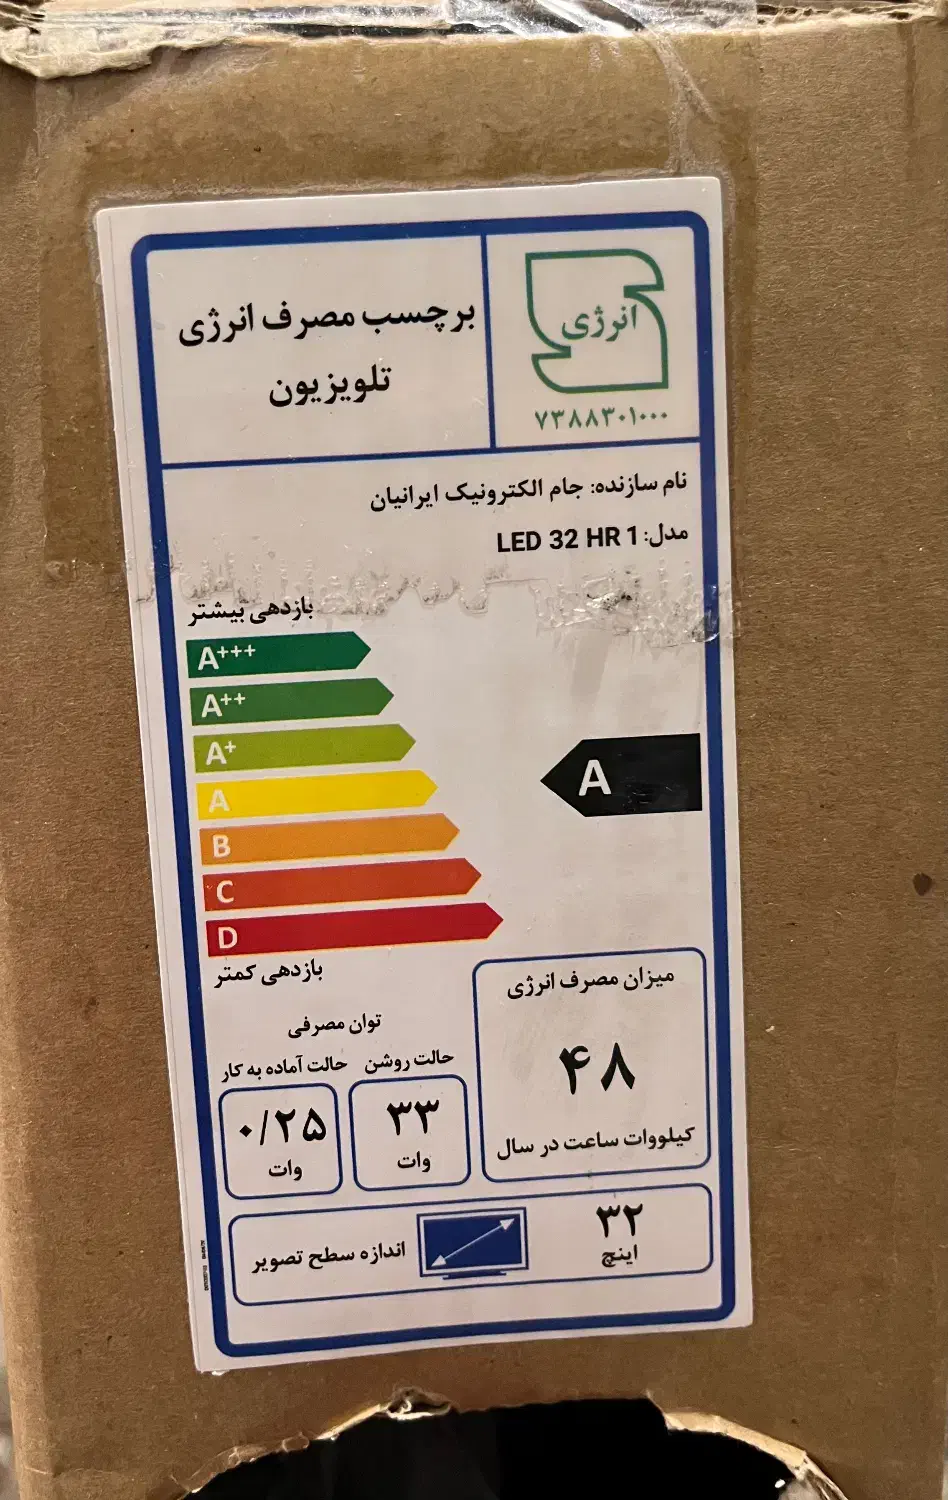 انرژی
۷۳۸۸۳۰۱۰۰۰
برچسب مصرف انرژی
تلویزیون
نام سازنده: جام الکترونیک ایرانیان
مدل: LED 32 HR 1
بازدهی بیشتر
A+++
A++
A+
A
B
C
D
A
بازدهی کمتر
میزان مصرف انرژی
۴۸
کیلووات ساعت در سال
توان مصرفی
حالت روشن
۳۳
وات
حالت آماده به کار
۰/۲۵
وات
۳۲
اینچ
اندازه سطح تصویر